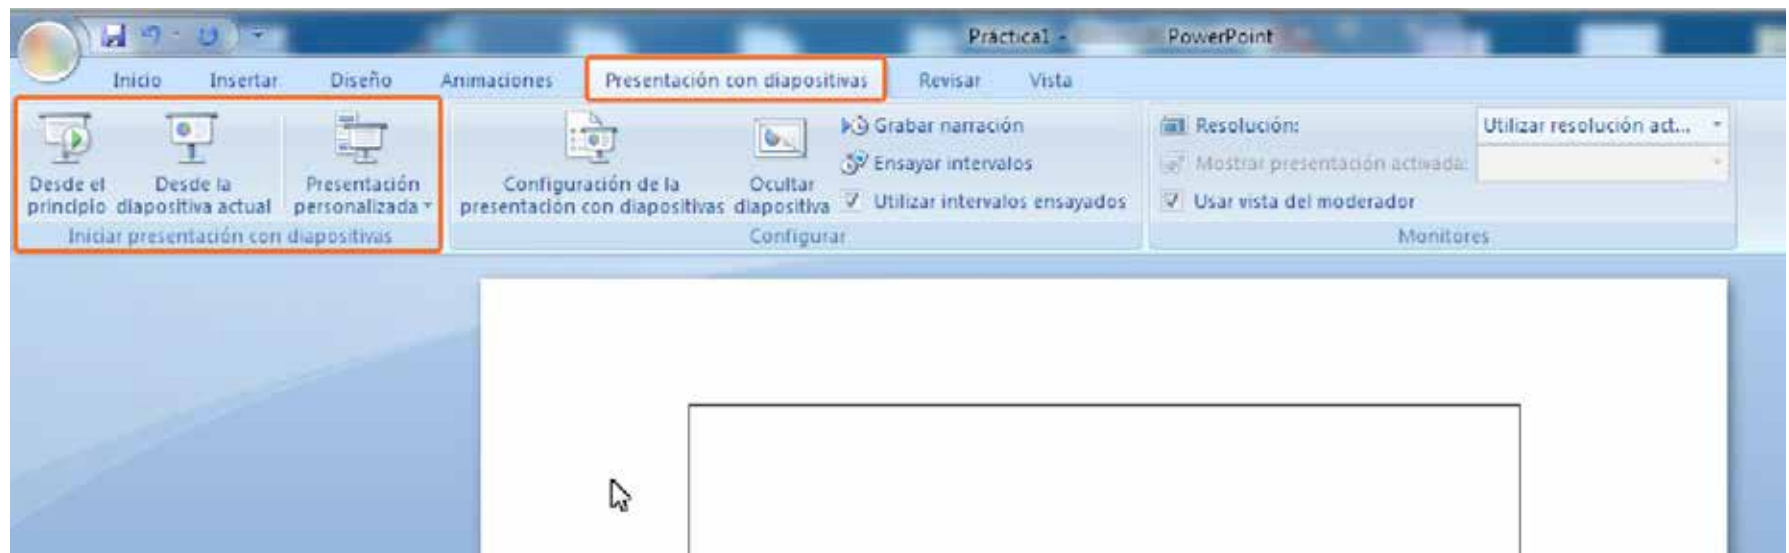 Práctica1 - PowerPoint
Inicio Insertar Diseño Animaciones Presentación con diapositivas Revisar Vista
Desde el principio
Desde la diapositiva actual
Presentación personalizada
Iniciar presentación con diapositivas
Configuración de la presentación con diapositivas
Ocultar diapositiva
Grabar narración
Ensayar intervalos
Utilizar intervalos ensayados
Configurar
Resolución: Utilizar resolución act...
Mostrar presentación activada:
Usar vista del moderador
Monitores